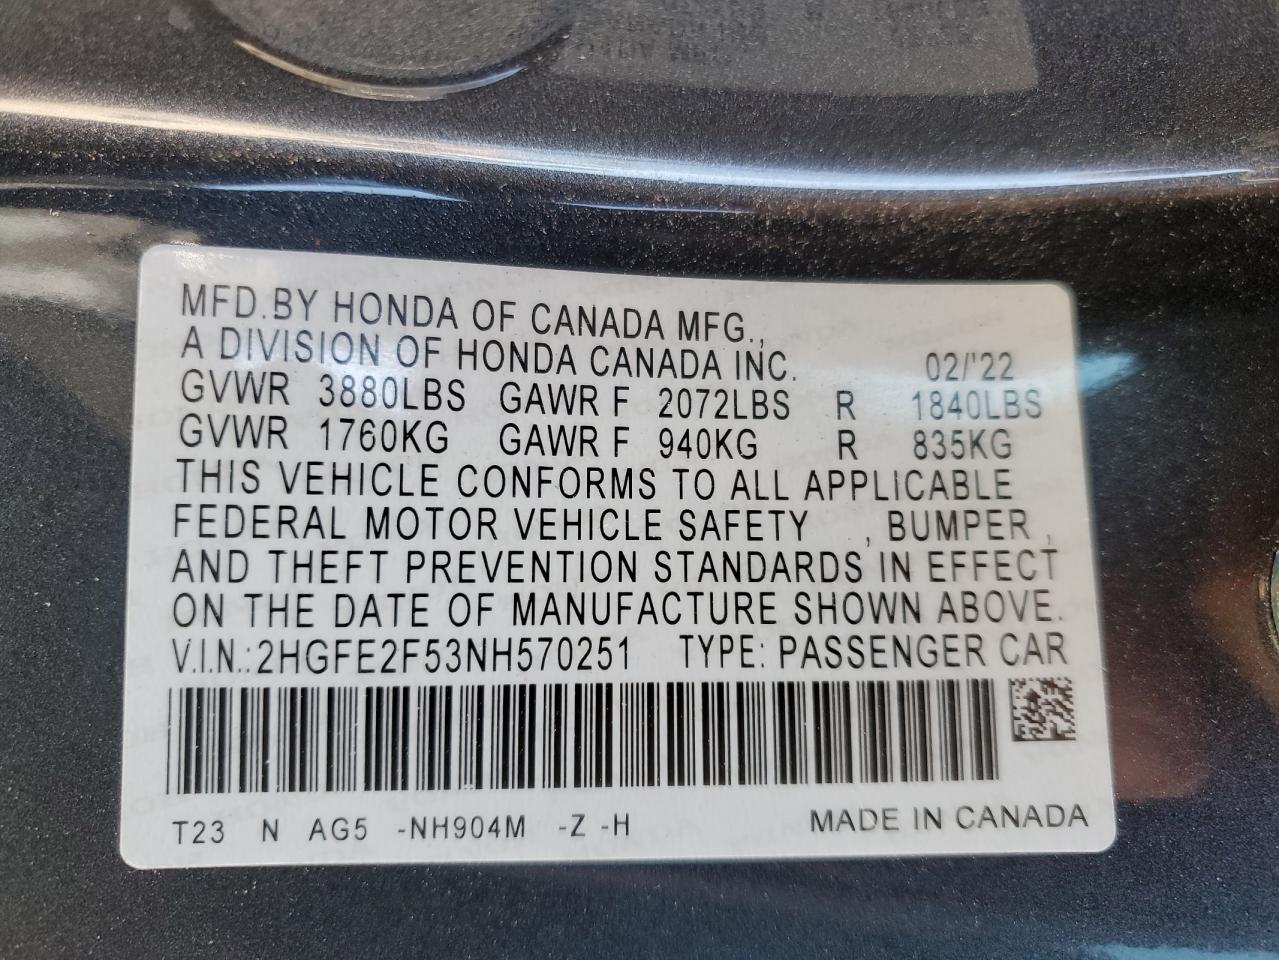 MFD.BY HONDA OF CANADA MFG.,
A DIVISION OF HONDA CANADA INC. 02/'22
GVWR 3880LBS GAWR F 2072LBS R 1840LBS
GVWR 1760KG GAWR F 940KG R 835KG
THIS VEHICLE CONFORMS TO ALL APPLICABLE
FEDERAL MOTOR VEHICLE SAFETY , BUMPER ,
AND THEFT PREVENTION STANDARDS IN EFFECT
ON THE DATE OF MANUFACTURE SHOWN ABOVE.
V.I.N.:2HGFE2F53NH570251 TYPE: PASSENGER CAR
T23 N AG5 -NH904M -Z -H MADE IN CANADA